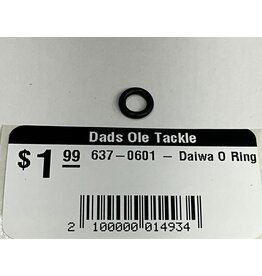 Dads Ole Tackle
$1 99 637-0601 - Daiwa O Ring
2 100000 014934